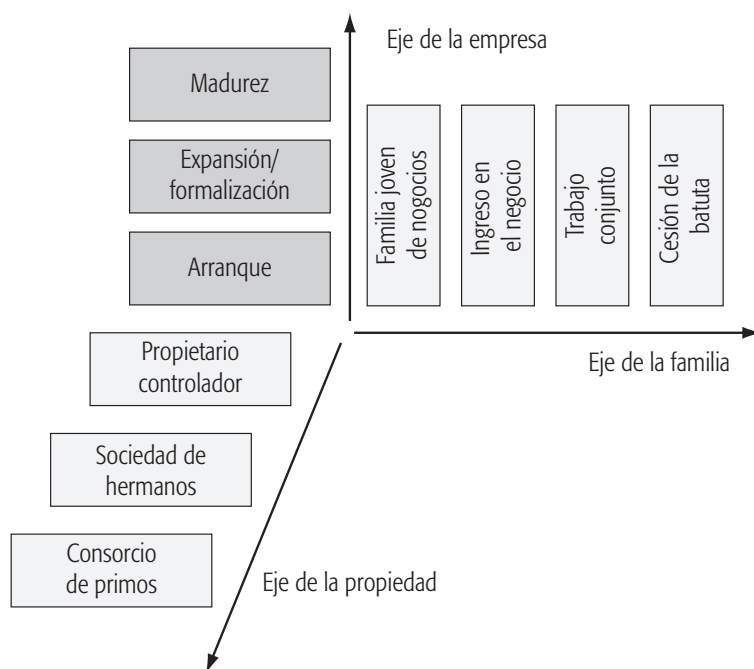 Eje de la empresa
Madurez
Expansión/
formalización
Arranque
Familia joven
de nogocios
Ingreso en
el negocio
Trabajo
conjunto
Cesión de la
batuta
Eje de la familia
Propietario
controlador
Sociedad de
hermanos
Consorcio
de primos
Eje de la propiedad